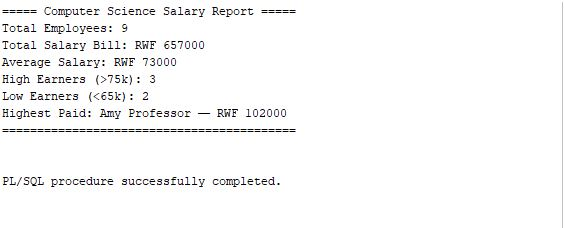 ===== Computer Science Salary Report =====
Total Employees: 9
Total Salary Bill: RWF 657000
Average Salary: RWF 73000
High Earners (>75k): 3
Low Earners (<65k): 2
Highest Paid: Amy Professor — RWF 102000
==========================================
PL/SQL procedure successfully completed.